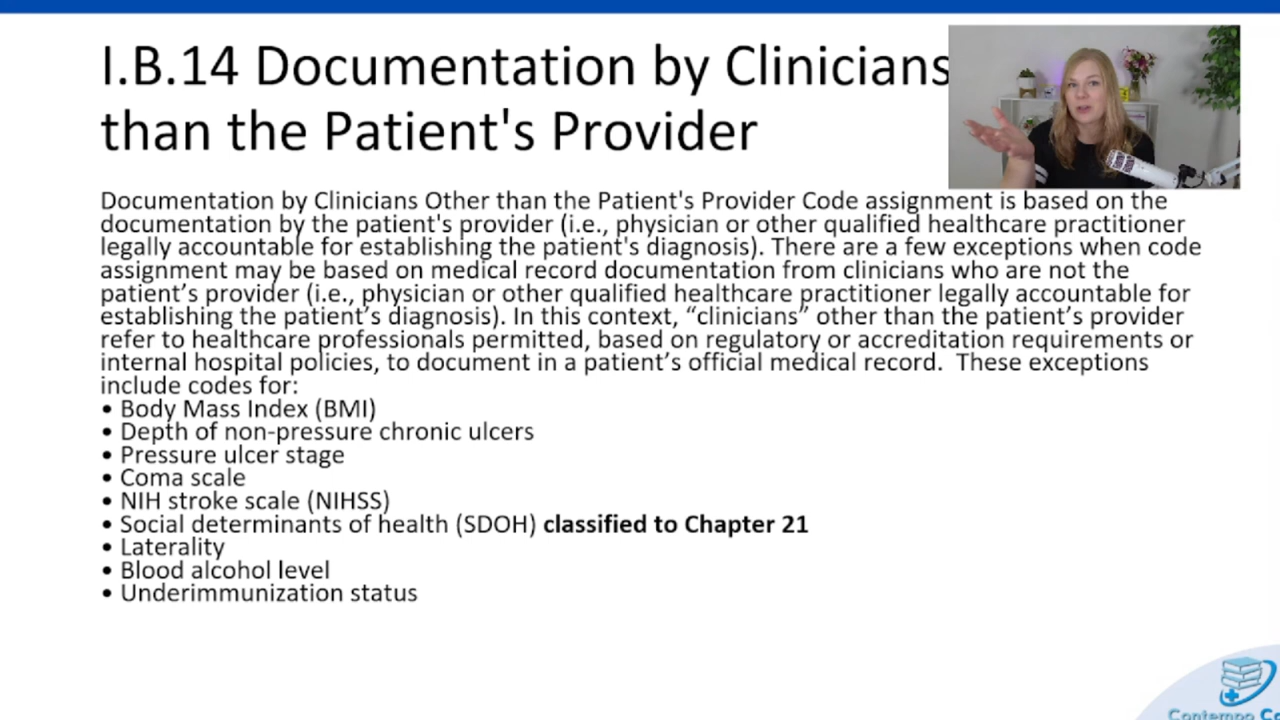 I.B.14 Documentation by Clinicians
than the Patient's Provider
Documentation by Clinicians Other than the Patient's Provider Code assignment is based on the
documentation by the patient's provider (i.e., physician or other qualified healthcare practitioner
legally accountable for establishing the patient's diagnosis). There are a few exceptions when code
assignment may be based on medical record documentation from clinicians who are not the
patient’s provider (i.e., physician or other qualified healthcare practitioner legally accountable for
establishing the patient’s diagnosis). In this context, “clinicians” other than the patient’s provider
refer to healthcare professionals permitted, based on regulatory or accreditation requirements or
internal hospital policies, to document in a patient’s official medical record.  These exceptions
include codes for:
• Body Mass Index (BMI)
• Depth of non-pressure chronic ulcers
• Pressure ulcer stage
• Coma scale
• NIH stroke scale (NIHSS)
• Social determinants of health (SDOH) classified to Chapter 21
• Laterality
• Blood alcohol level
• Underimmunization status
Contempo